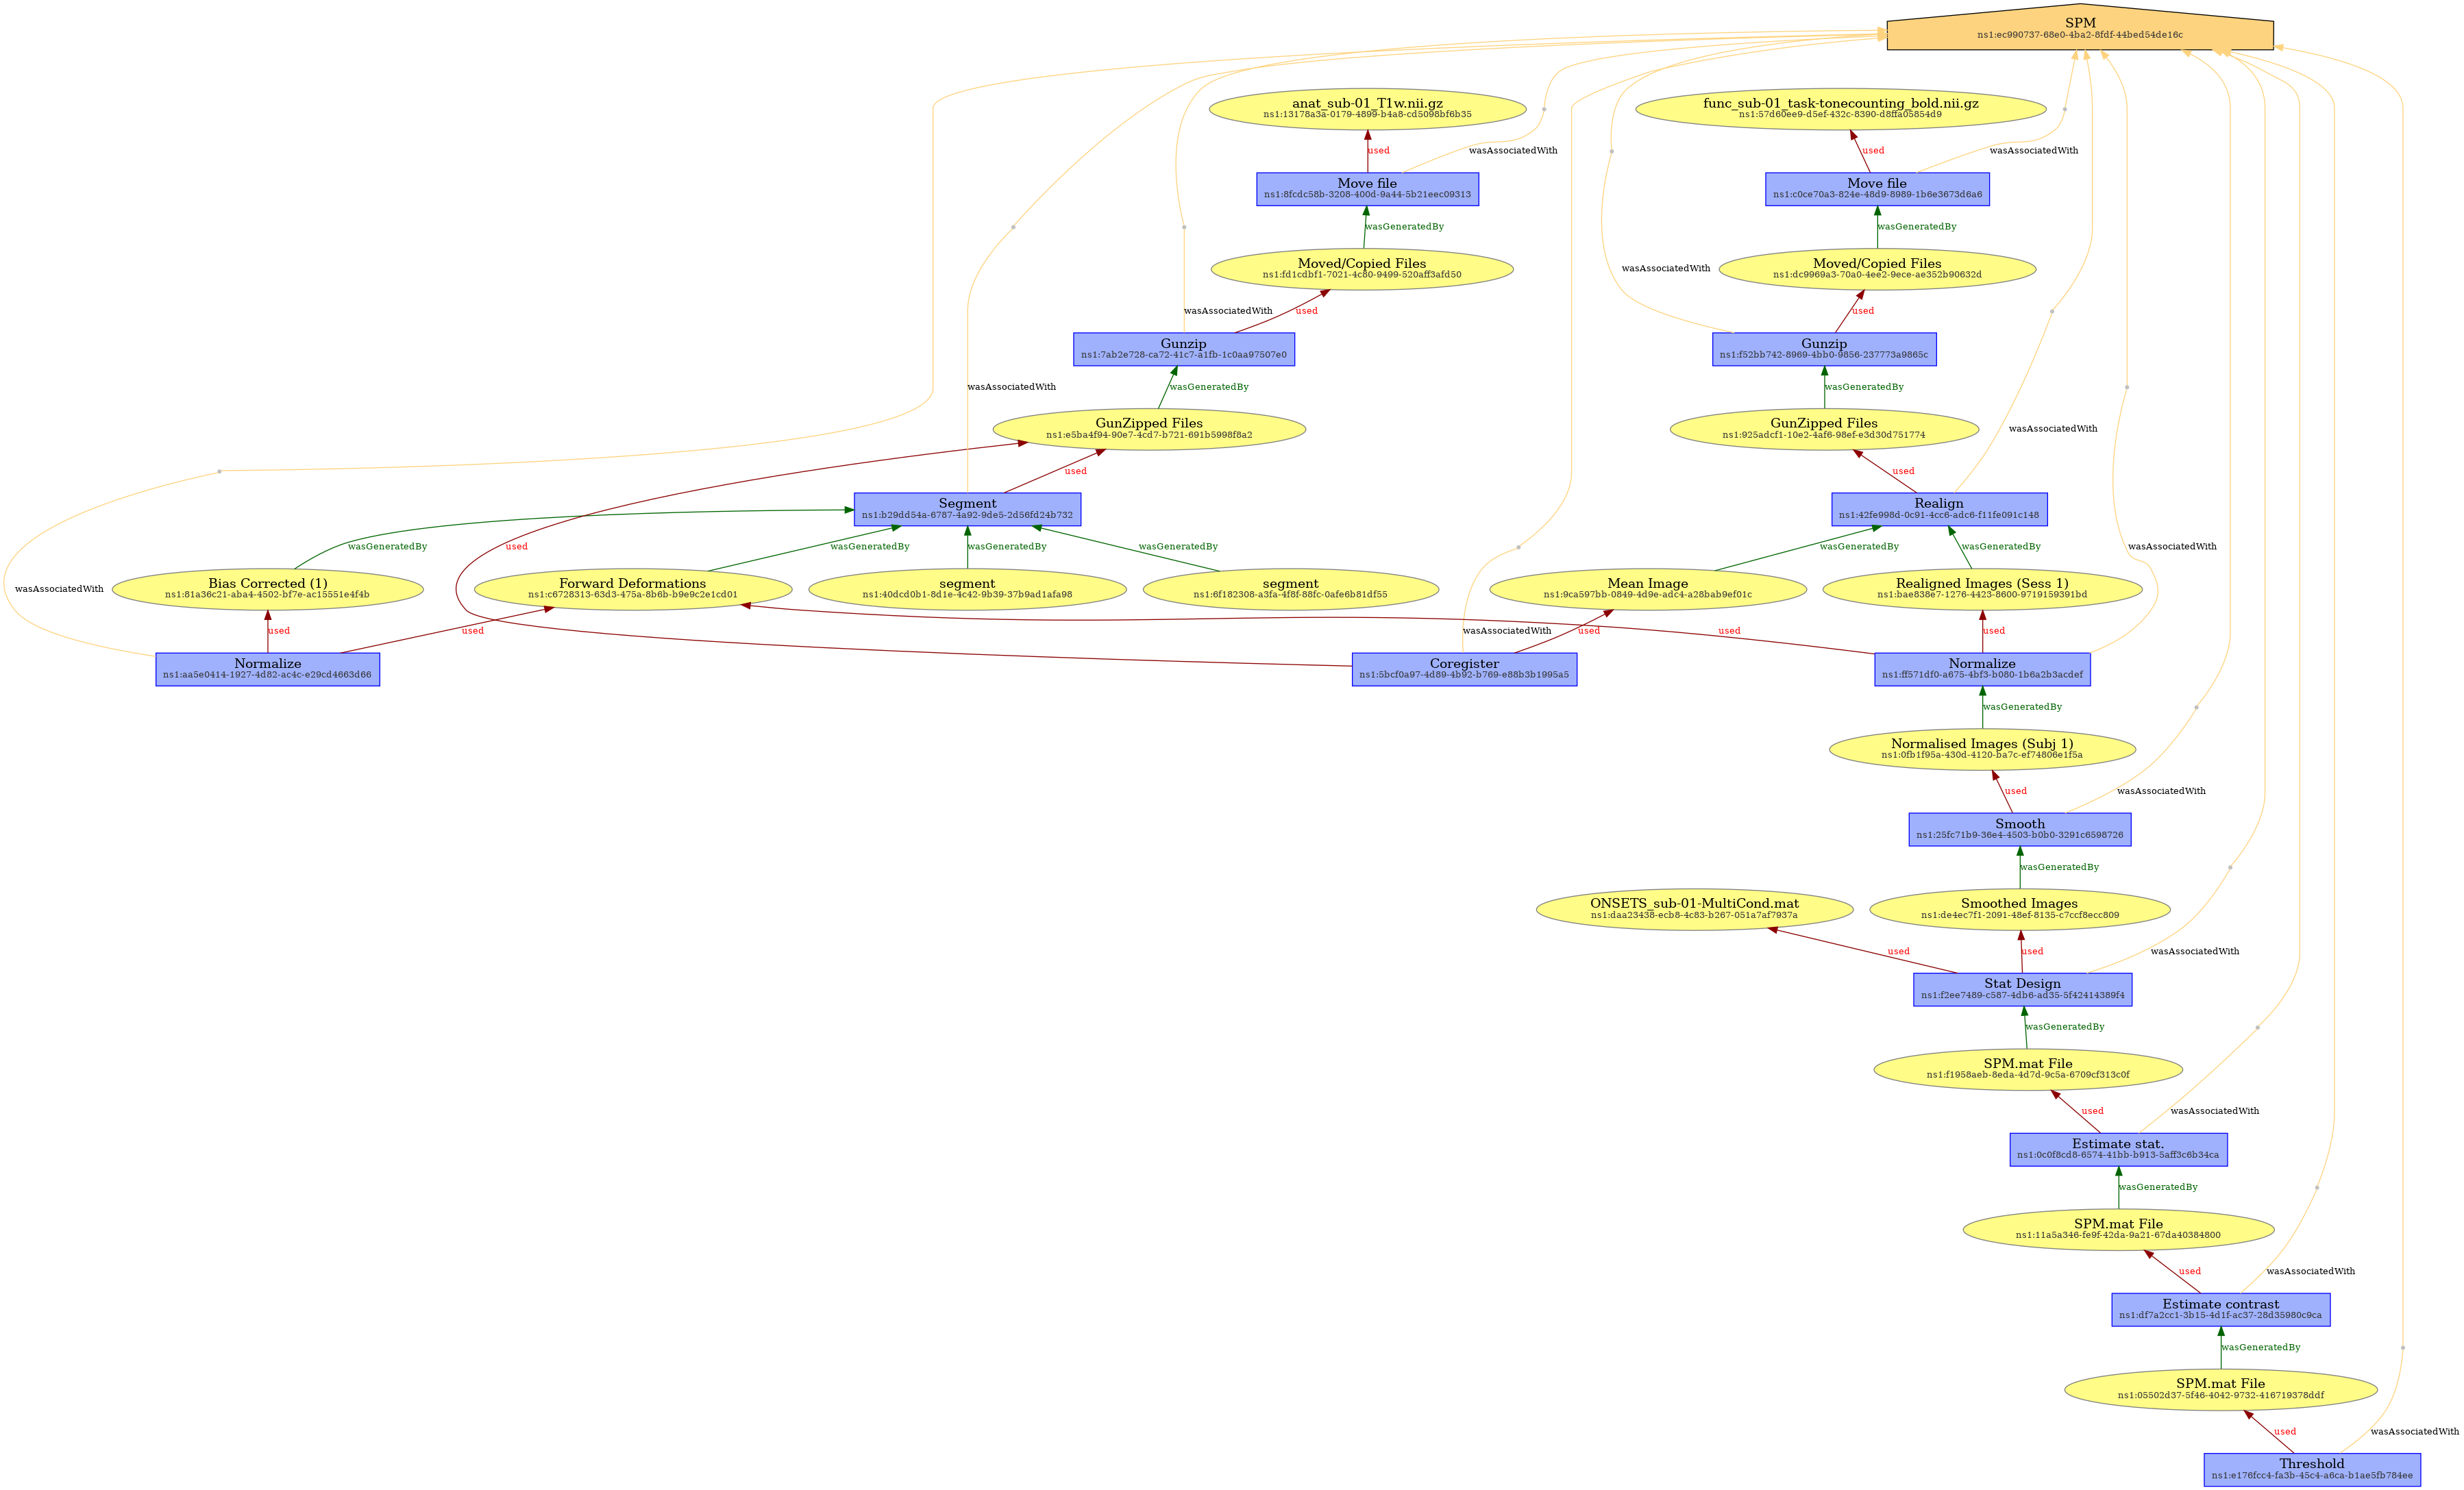 SPM
ns1:ec990737-68e0-4ba2-8fdf-44bed54de16c
anat_sub-01_T1w.nii.gz
ns1:13178a3a-0179-4899-b4a8-cd5098bf6b35
func_sub-01_task-tonecounting_bold.nii.gz
ns1:57d60ee9-d5ef-432c-8390-d8ffa05854d9
used
wasAssociatedWith
used
wasAssociatedWith
Move file
ns1:8fcdc58b-3208-400d-9a44-5b21eec09313
Move file
ns1:c0ce70a3-824e-48d9-8989-1b6e3673d6a6
wasGeneratedBy
wasGeneratedBy
Moved/Copied Files
ns1:fd1cdbf1-7021-4c80-9499-520aff3afd50
wasAssociatedWith
Moved/Copied Files
ns1:dc9969a3-70a0-4ee2-9ece-ae352b90632d
wasAssociatedWith
used
used
Gunzip
ns1:7ab2e728-ca72-41c7-a1fb-1c0aa97507e0
Gunzip
ns1:f52bb742-8969-4bb0-9856-237773a9865c
wasAssociatedWith
wasGeneratedBy
wasGeneratedBy
GunZipped Files
ns1:e5ba4f94-90e7-4cd7-b721-691b5998f8a2
GunZipped Files
ns1:925adcf1-10e2-4af6-98ef-e3d30d751774
wasAssociatedWith
used
used
Segment
ns1:b29dd54a-6787-4a92-9de5-2d56fd24b732
Realign
ns1:42fe998d-0c91-4cc6-adc6-f11fe091c148
wasGeneratedBy
used
wasGeneratedBy
wasGeneratedBy
wasGeneratedBy
wasGeneratedBy
wasGeneratedBy
wasAssociatedWith
wasAssociatedWith
Bias Corrected (1)
ns1:81a36c21-aba4-4502-bf7e-ac15551e4f4b
Forward Deformations
ns1:c6728313-63d3-475a-8b6b-b9e9c2e1cd01
segment
ns1:40dcd0b1-8d1e-4c42-9b39-37b9ad1afa98
segment
ns1:6f182308-a3fa-4f8f-88fc-0afe6b81df55
Mean Image
ns1:9ca597bb-0849-4d9e-adc4-a28bab9ef01c
Realigned Images (Sess 1)
ns1:bae838e7-1276-4423-8600-9719159391bd
used
used
wasAssociatedWith
used
used
used
Normalize
ns1:aa5e0414-1927-4d82-ac4c-e29cd4663d66
Coregister
ns1:5bcf0a97-4d89-4b92-b769-e88b3b1995a5
Normalize
ns1:ff571df0-a675-4bf3-b080-1b6a2b3acdef
wasGeneratedBy
Normalised Images (Subj 1)
ns1:0fb1f95a-430d-4120-ba7c-ef74806e1f5a
used
wasAssociatedWith
Smooth
ns1:25fc71b9-36e4-4503-b0b0-3291c6598726
wasGeneratedBy
ONSETS_sub-01-MultiCond.mat
ns1:daa23438-ecb8-4c83-b267-051a7af7937a
Smoothed Images
ns1:de4ec7f1-2091-48ef-8135-c7ccf8ecc809
used
used
wasAssociatedWith
Stat Design
ns1:f2ee7489-c587-4db6-ad35-5f42414389f4
wasGeneratedBy
SPM.mat File
ns1:f1958aeb-8eda-4d7d-9c5a-6709cf313c0f
used
wasAssociatedWith
Estimate stat.
ns1:0c0f8cd8-6574-41bb-b913-5aff3c6b34ca
wasGeneratedBy
SPM.mat File
ns1:11a5a346-fe9f-42da-9a21-67da40384800
used
wasAssociatedWith
Estimate contrast
ns1:df7a2cc1-3b15-4d1f-ac37-28d35980c9ca
wasGeneratedBy
SPM.mat File
ns1:05502d37-5f46-4042-9732-416719378ddf
used
wasAssociatedWith
Threshold
ns1:e176fcc4-fa3b-45c4-a6ca-b1ae5fb784ee